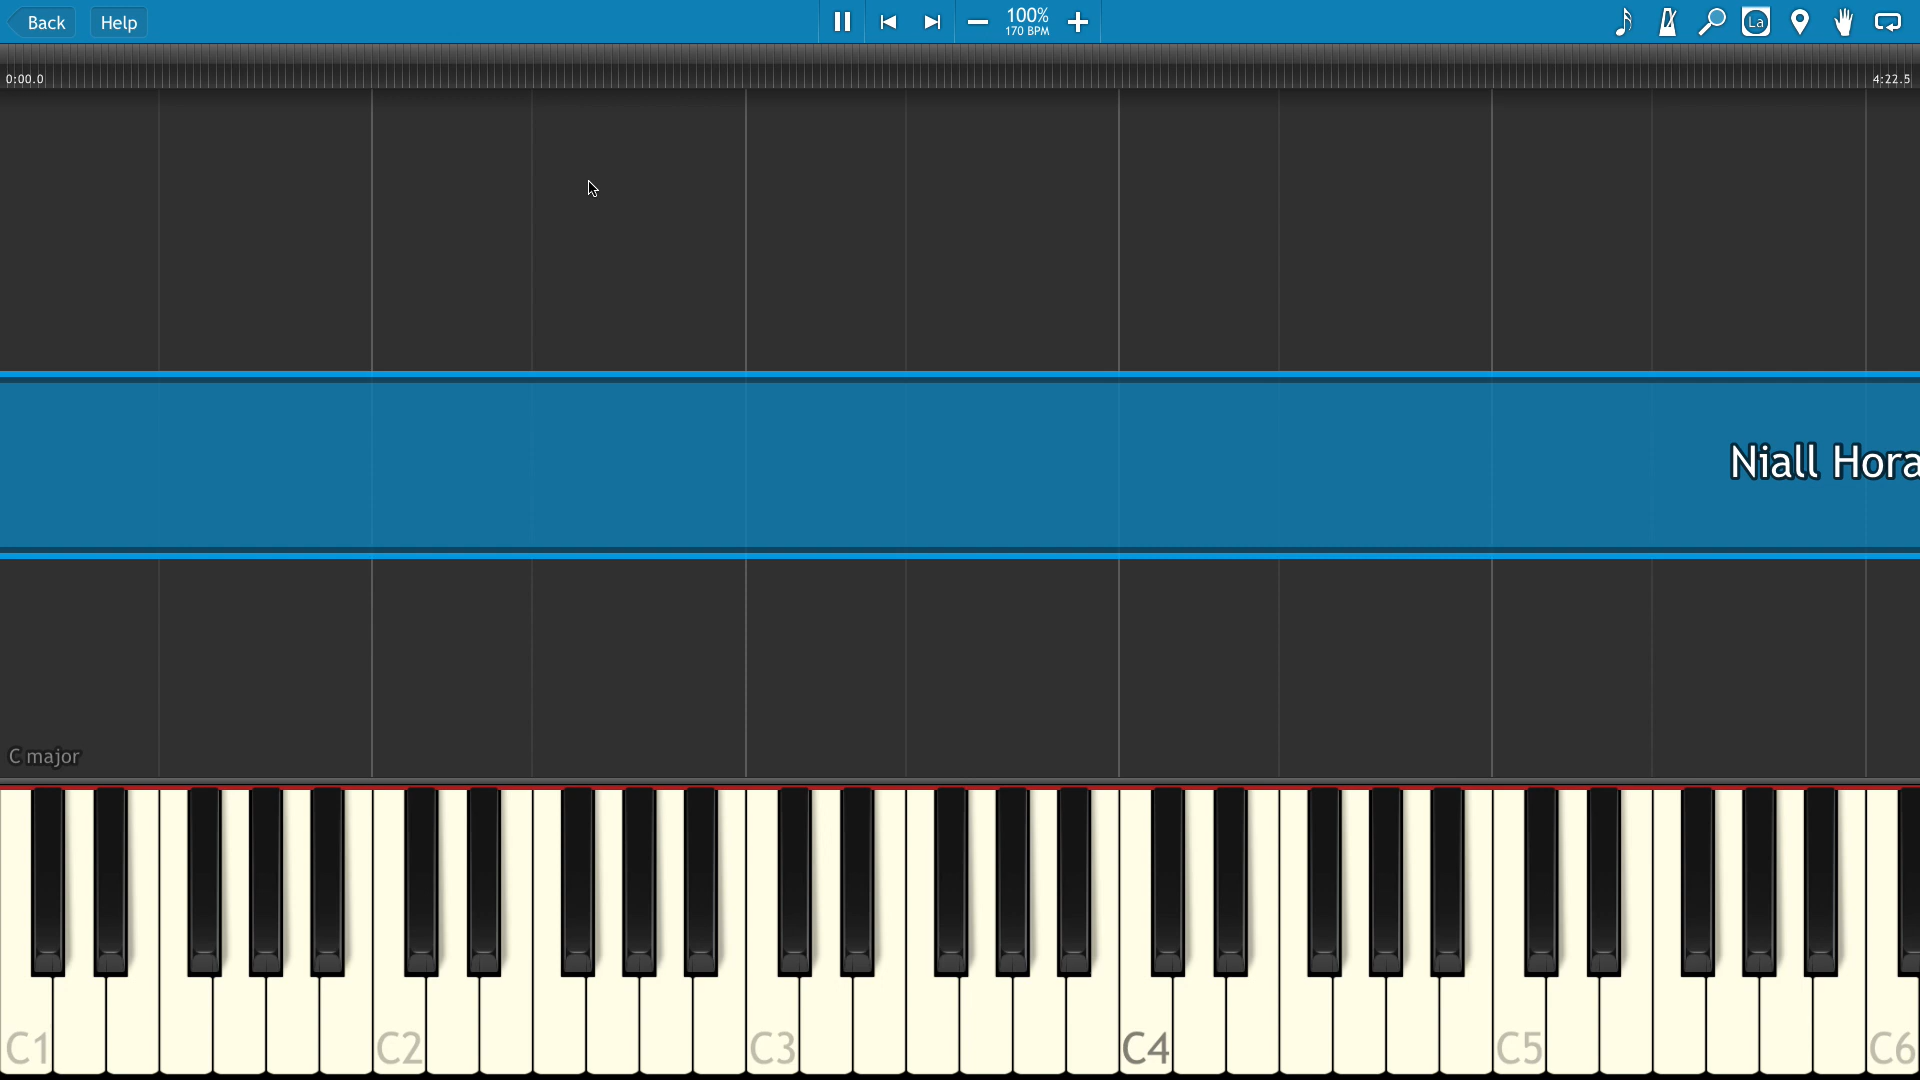 Back Help
100%
170 BPM
La
0:00.0 4:22.5
Niall Hora
C major
C1 C2 C3 C4 C5 C6